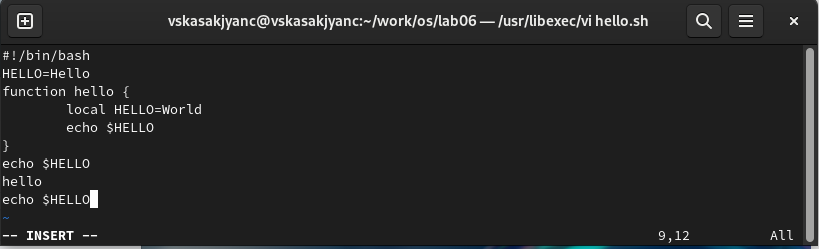 vskasakjyanc@vskasakjyanc:~/work/os/lab06 — /usr/libexec/vi hello.sh
#!/bin/bash
HELLO=Hello
function hello {
        local HELLO=World
        echo $HELLO
}
echo $HELLO
hello
echo $HELLO
~
-- INSERT --                                                                      9,12          All